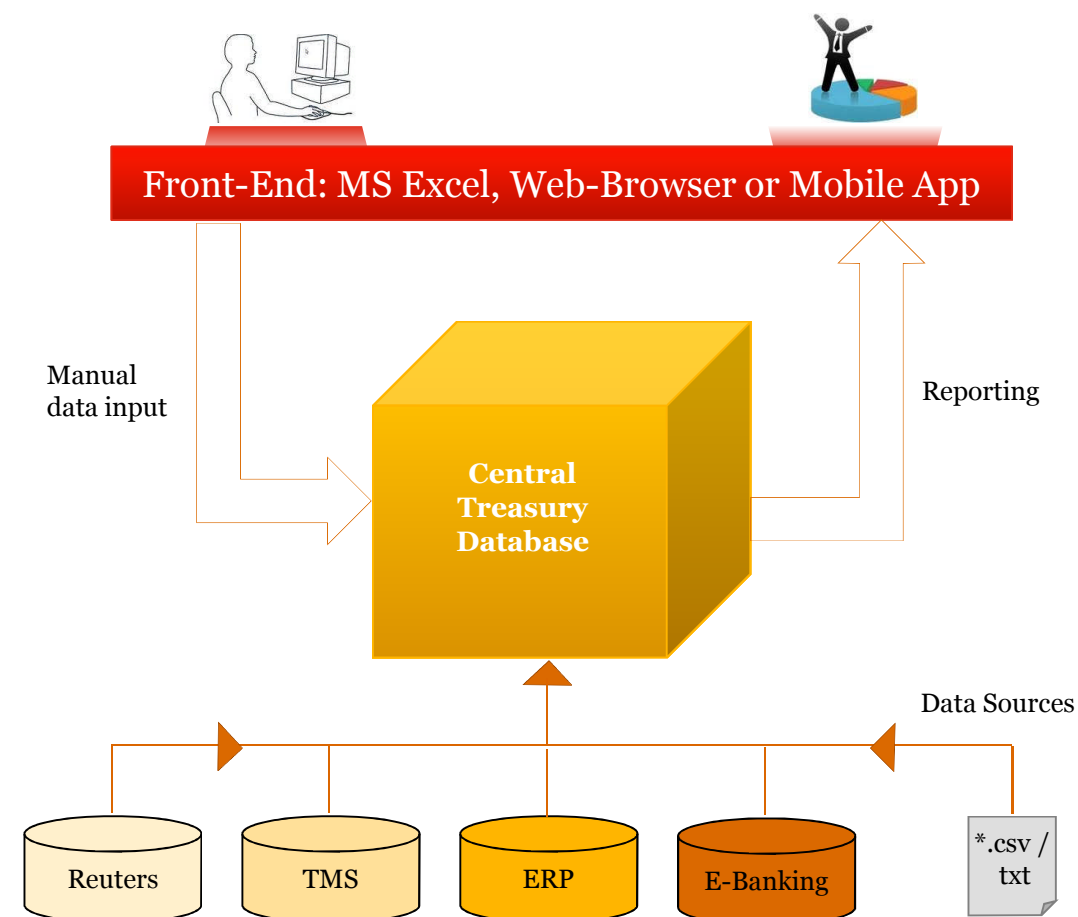 Front-End: MS Excel, Web-Browser or Mobile App
Manual
data input
Reporting
Central
Treasury
Database
Data Sources
Reuters
TMS
ERP
E-Banking
*.csv /
txt